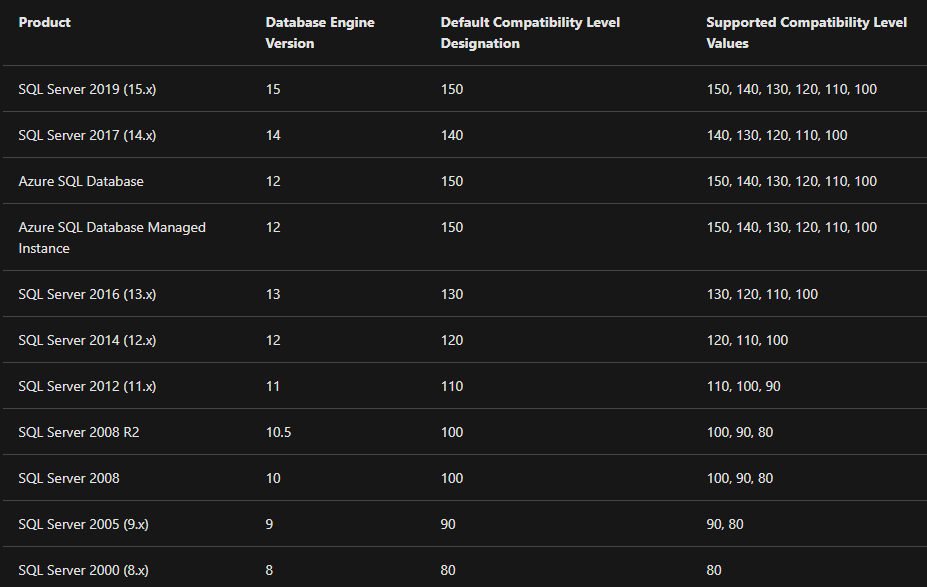 Product Database Engine Version Default Compatibility Level Designation Supported Compatibility Level Values
SQL Server 2019 (15.x) 15 150 150, 140, 130, 120, 110, 100
SQL Server 2017 (14.x) 14 140 140, 130, 120, 110, 100
Azure SQL Database 12 150 150, 140, 130, 120, 110, 100
Azure SQL Database Managed Instance 12 150 150, 140, 130, 120, 110, 100
SQL Server 2016 (13.x) 13 130 130, 120, 110, 100
SQL Server 2014 (12.x) 12 120 120, 110, 100
SQL Server 2012 (11.x) 11 110 110, 100, 90
SQL Server 2008 R2 10.5 100 100, 90, 80
SQL Server 2008 10 100 100, 90, 80
SQL Server 2005 (9.x) 9 90 90, 80
SQL Server 2000 (8.x) 8 80 80